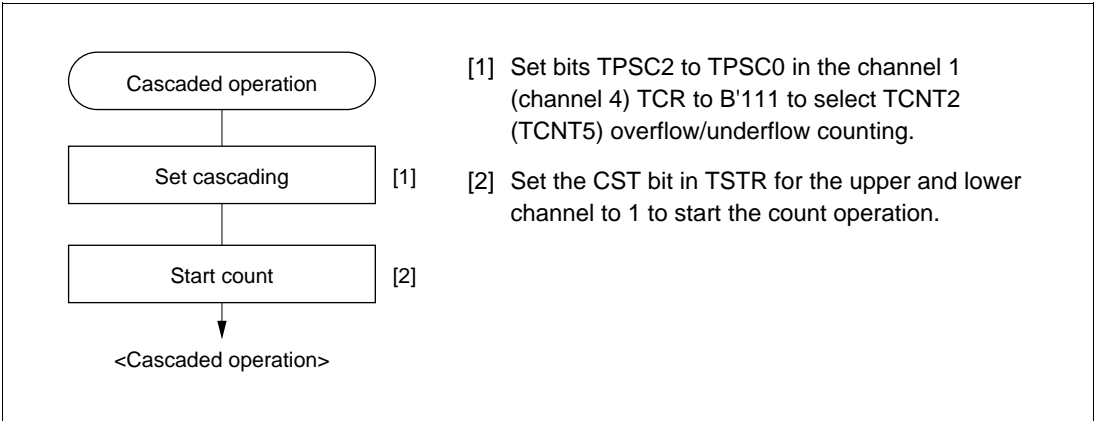 Cascaded operation
Set cascading [1]
Start count [2]
<Cascaded operation>
[1] Set bits TPSC2 to TPSC0 in the channel 1
(channel 4) TCR to B'111 to select TCNT2
(TCNT5) overflow/underflow counting.
[2] Set the CST bit in TSTR for the upper and lower
channel to 1 to start the count operation.